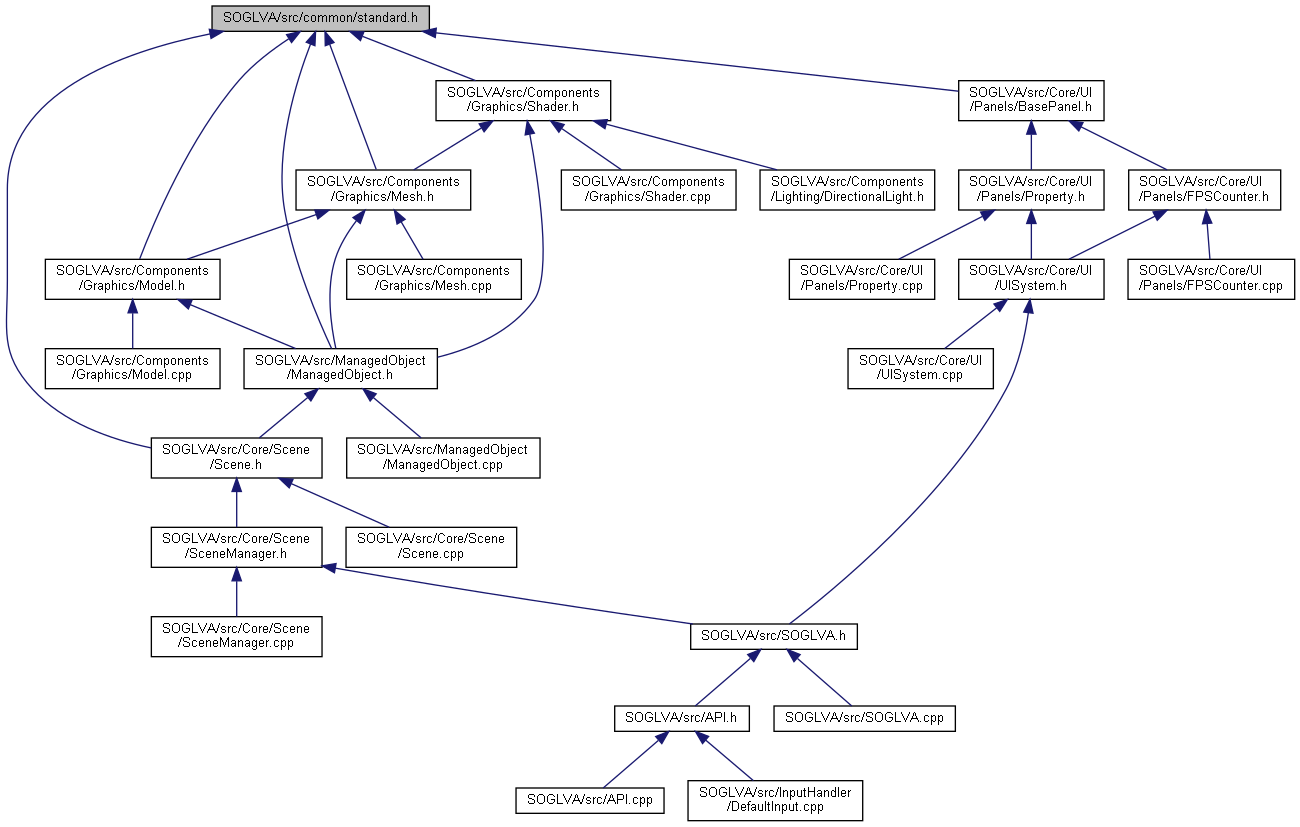 SOGLVA/src/common/standard.h
SOGLVA/src/Components
/Graphics/Shader.h
SOGLVA/src/Core/UI
/Panels/BasePanel.h
SOGLVA/src/Components
/Graphics/Mesh.h
SOGLVA/src/Components
/Graphics/Shader.cpp
SOGLVA/src/Components
/Lighting/DirectionalLight.h
SOGLVA/src/Core/UI
/Panels/Property.h
SOGLVA/src/Core/UI
/Panels/FPSCounter.h
SOGLVA/src/Components
/Graphics/Model.h
SOGLVA/src/Components
/Graphics/Mesh.cpp
SOGLVA/src/Core/UI
/Panels/Property.cpp
SOGLVA/src/Core/UI
/UISystem.h
SOGLVA/src/Core/UI
/Panels/FPSCounter.cpp
SOGLVA/src/Components
/Graphics/Model.cpp
SOGLVA/src/ManagedObject
/ManagedObject.h
SOGLVA/src/Core/UI
/UISystem.cpp
SOGLVA/src/Core/Scene
/Scene.h
SOGLVA/src/ManagedObject
/ManagedObject.cpp
SOGLVA/src/Core/Scene
/SceneManager.h
SOGLVA/src/Core/Scene
/Scene.cpp
SOGLVA/src/Core/Scene
/SceneManager.cpp
SOGLVA/src/SOGLVA.h
SOGLVA/src/API.h
SOGLVA/src/SOGLVA.cpp
SOGLVA/src/API.cpp
SOGLVA/src/InputHandler
/DefaultInput.cpp